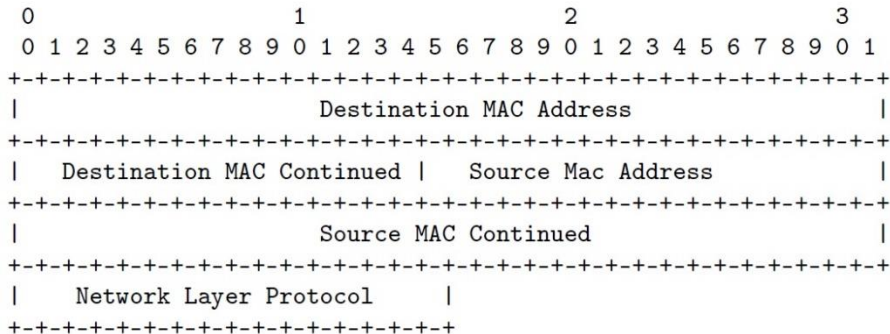 0                   1                   2                   3
0 1 2 3 4 5 6 7 8 9 0 1 2 3 4 5 6 7 8 9 0 1 2 3 4 5 6 7 8 9 0 1
+-+-+-+-+-+-+-+-+-+-+-+-+-+-+-+-+-+-+-+-+-+-+-+-+-+-+-+-+-+-+-+-+
|                      Destination MAC Address                  |
+-+-+-+-+-+-+-+-+-+-+-+-+-+-+-+-+-+-+-+-+-+-+-+-+-+-+-+-+-+-+-+-+
|   Destination MAC Continued |   Source Mac Address            |
+-+-+-+-+-+-+-+-+-+-+-+-+-+-+-+-+-+-+-+-+-+-+-+-+-+-+-+-+-+-+-+-+
|                      Source MAC Continued                     |
+-+-+-+-+-+-+-+-+-+-+-+-+-+-+-+-+-+-+-+-+-+-+-+-+-+-+-+-+-+-+-+-+
|    Network Layer Protocol     |
+-+-+-+-+-+-+-+-+-+-+-+-+-+-+-+-+